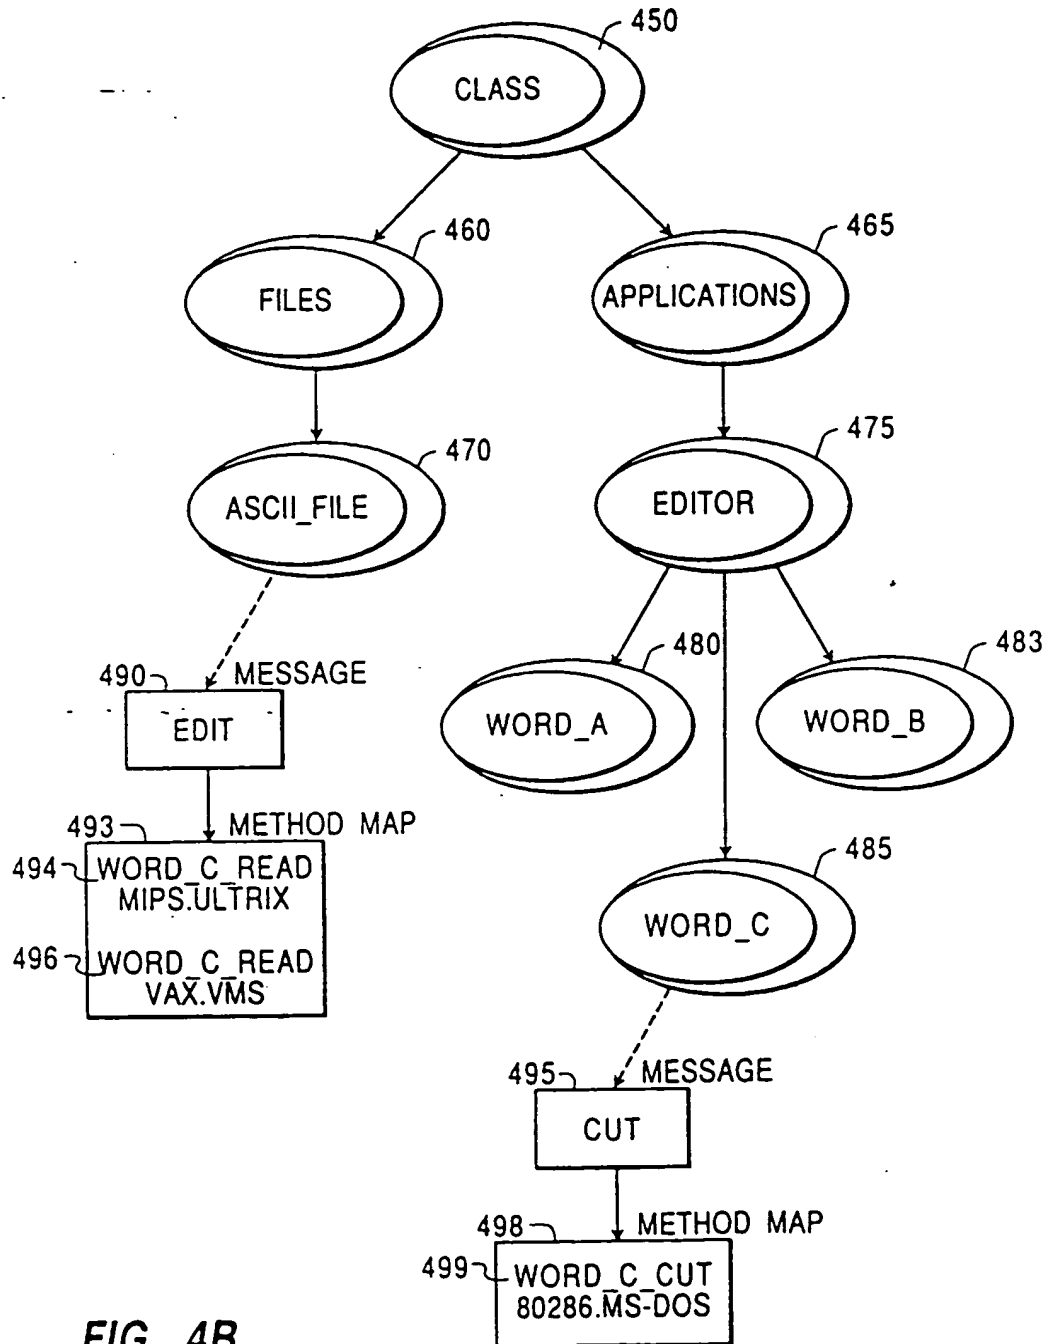 450
CLASS
460
465
FILES
APPLICATIONS
470
475
ASCII_FILE
EDITOR
480
483
490
MESSAGE
EDIT
WORD_A
WORD_B
493
METHOD MAP
494
WORD_C_READ
MIPS.ULTRIX
496
WORD_C_READ
VAX.VMS
485
WORD_C
495
MESSAGE
CUT
498
METHOD MAP
499
WORD_C_CUT
80286.MS-DOS
FIG. 4B